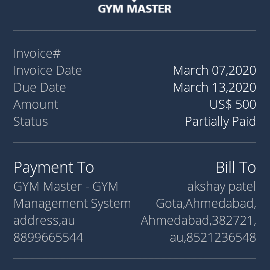 GYM MASTER
Invoice#
Invoice Date March 07,2020
Due Date March 13,2020
Amount US$ 500
Status Partially Paid
Payment To Bill To
GYM Master - GYM akshay patel
Management System Gota,Ahmedabad,
address,au Ahmedabad,382721,
8899665544 au,8521236548